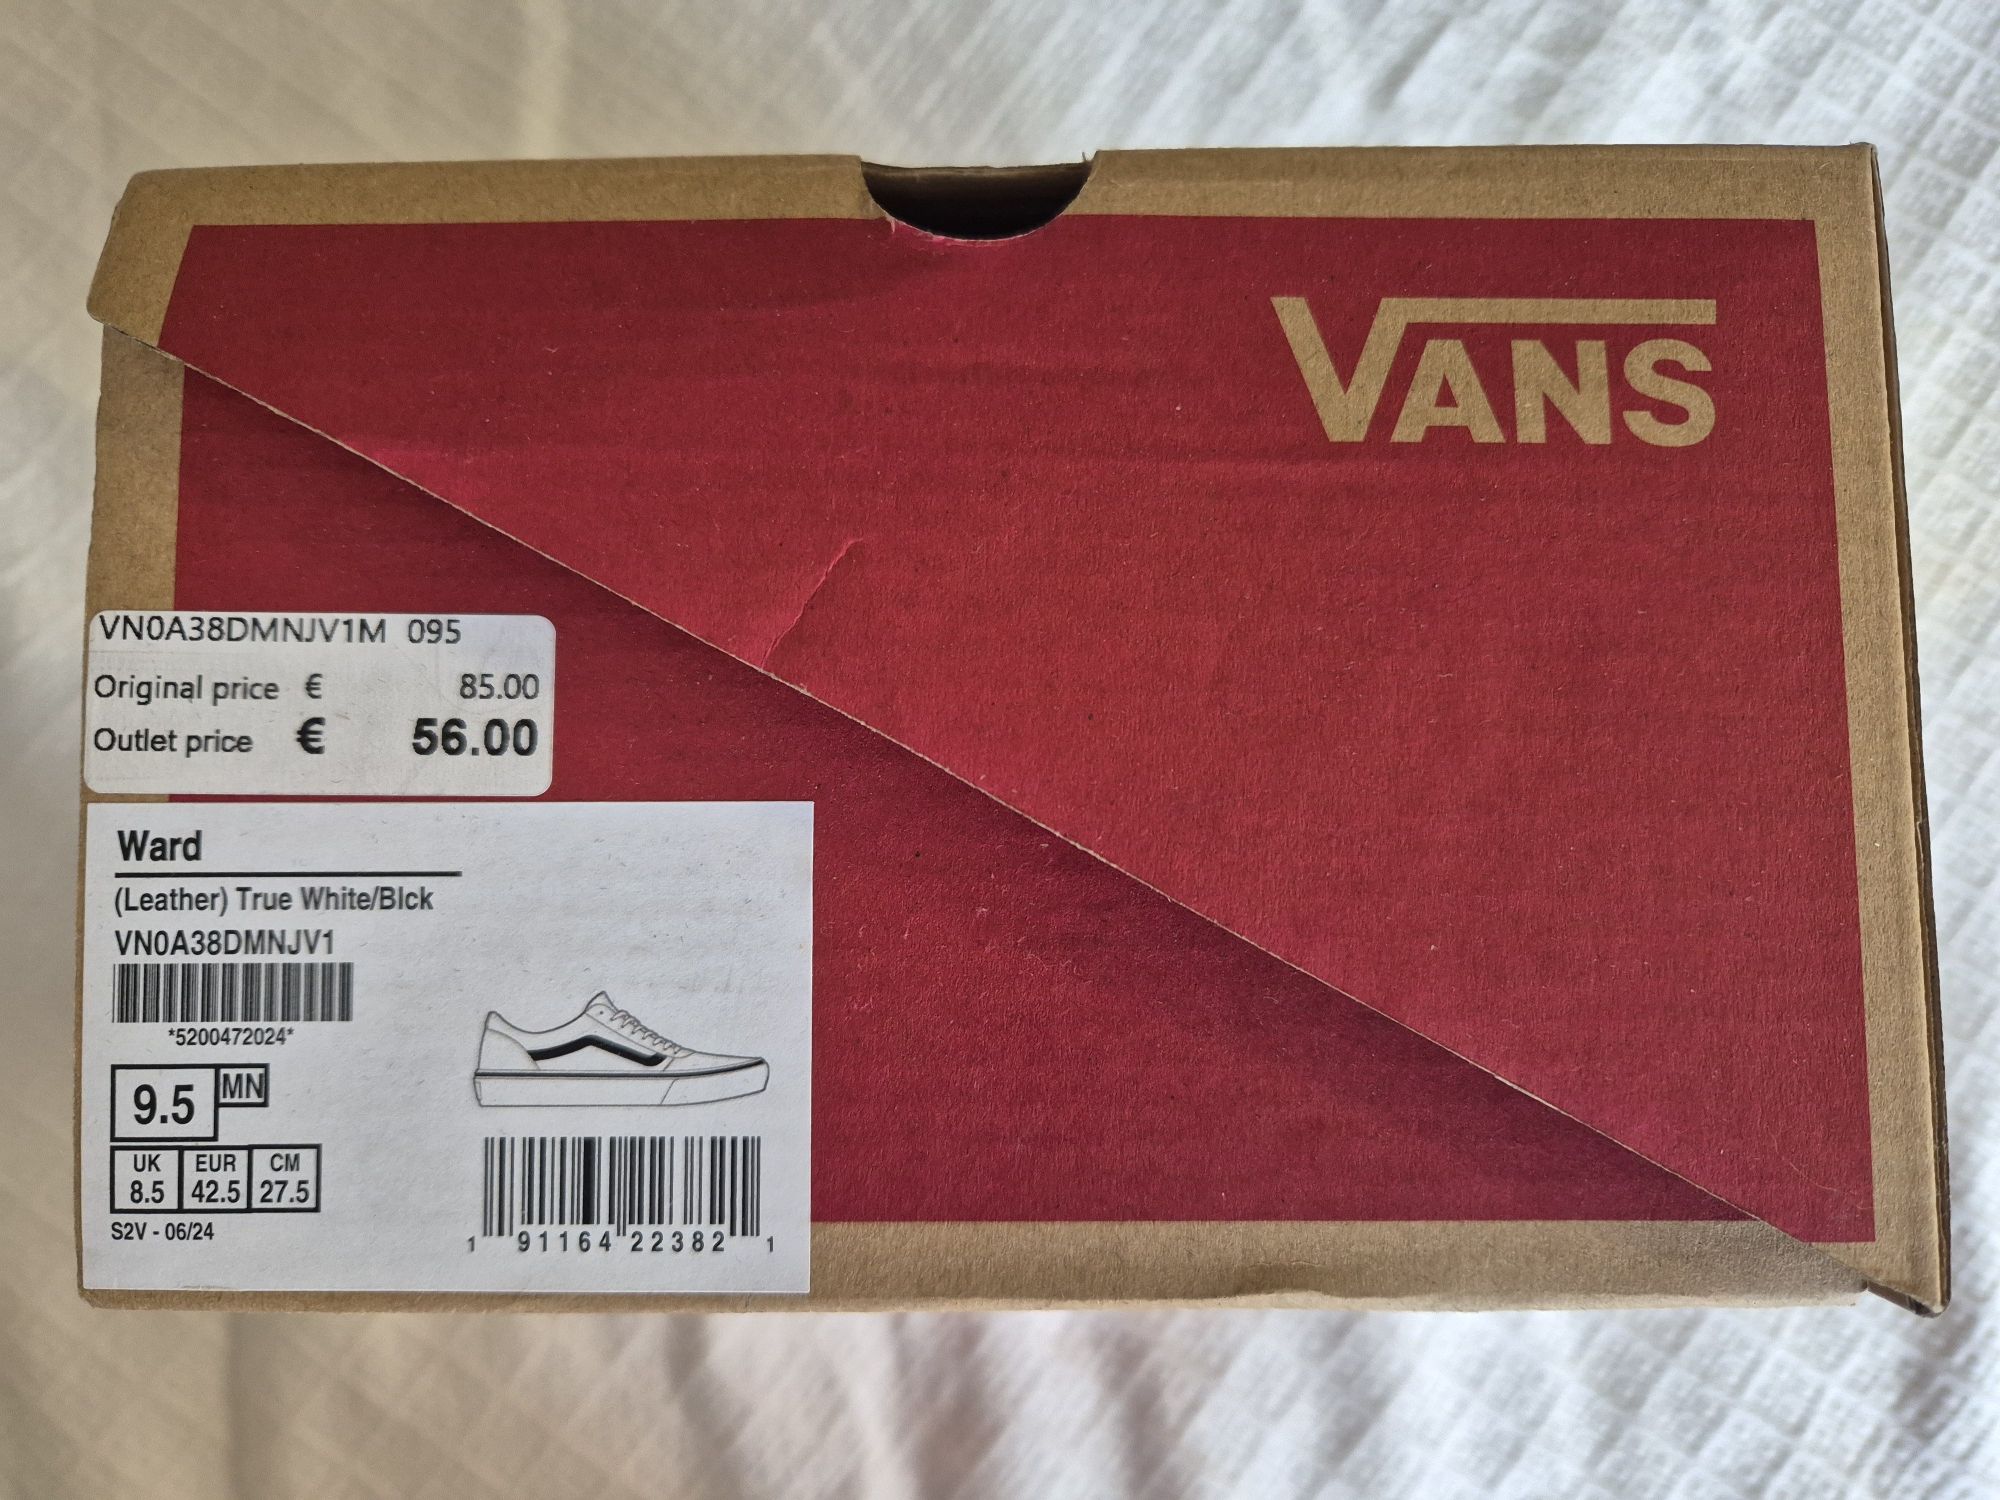 VANS
VN0A38DMNJV1M 095
Original price € 85.00
Outlet price € 56.00
Ward
(Leather) True White/Blck
VN0A38DMNJV1
*5200472024*
9.5 MN
UK EUR CM
8.5 42.5 27.5
S2V - 06/24
1 91164 22382 1